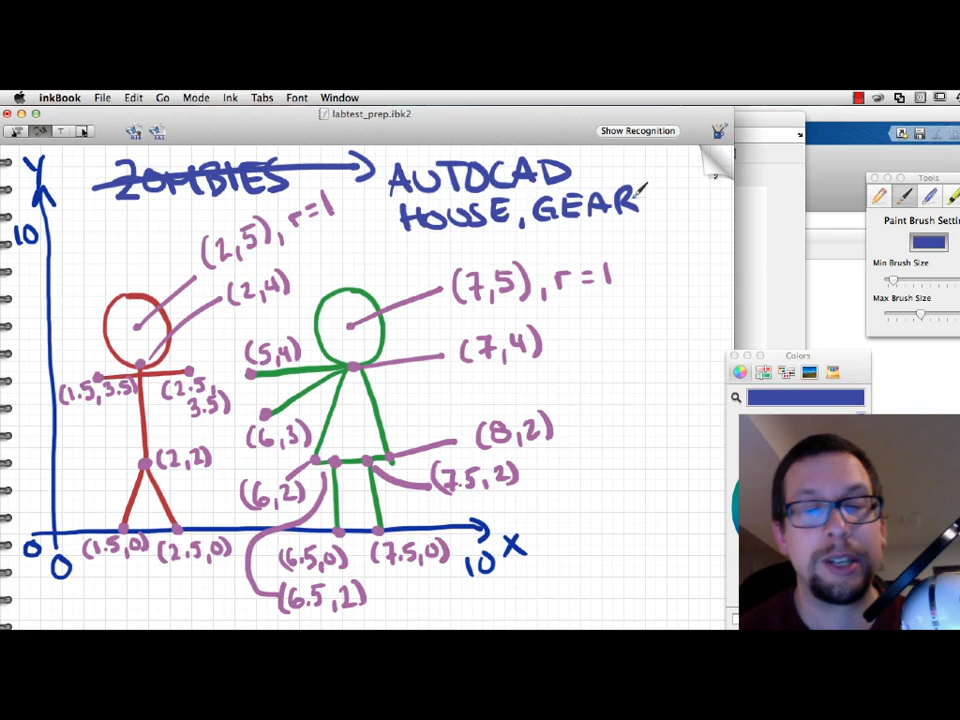 inkBook File Edit Go Mode Ink Tabs Font Window
labtest_prep.ibk2
Show Recognition
2
Tools
Paint Brush Setti
Min Brush Size
Max Brush Size
Colors
ZOMBIES
AUTOCAD
HOUSE, GEAR
Y
10
(2,5), r=1
(2,4)
(7,5), r=1
(5,4)
(7,4)
(1.5,3.5)
(2.5,
3.5)
(6,3)
(8,2)
(2,2)
(6,2)
(7.5,2)
0
0
(1.5,0)
(2.5,0)
(6.5,0)
(7.5,0)
10
X
(6.5,2)